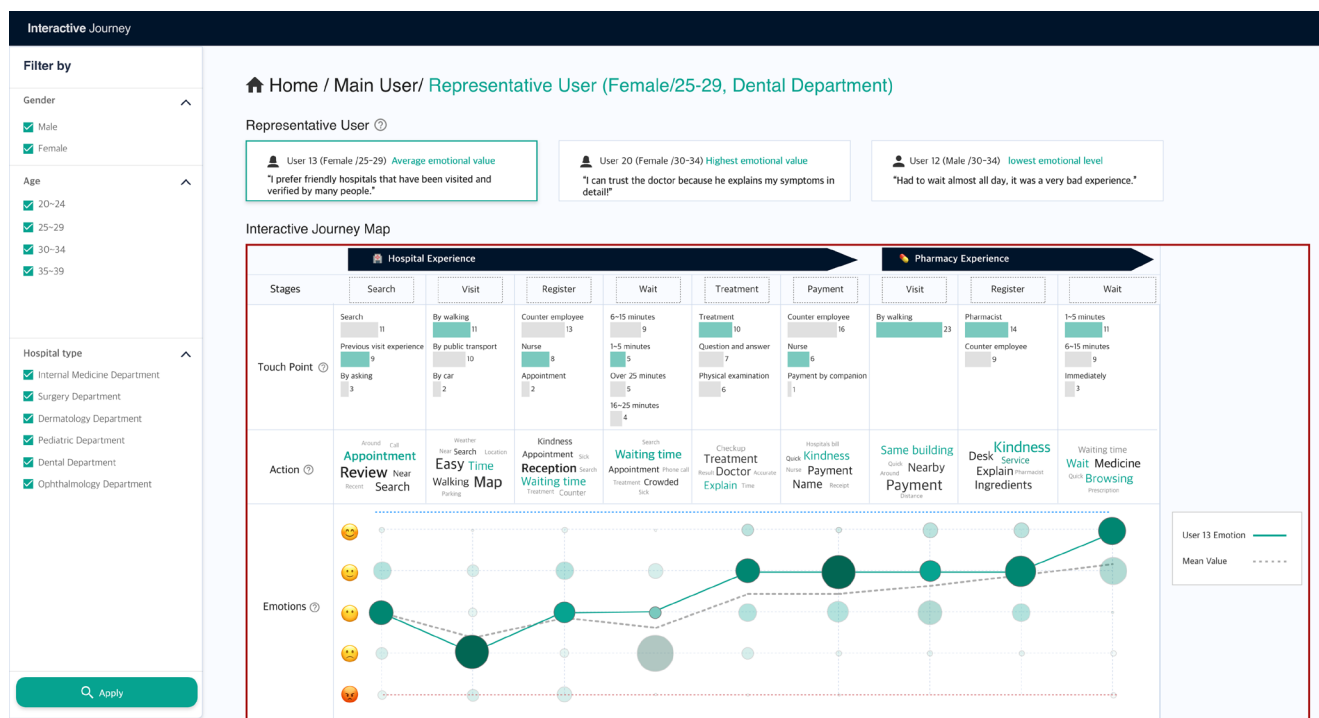 Interactive Journey
Filter by
Gender
Male
Female
Age
20~24
25~29
30~34
35~39
Hospital type
Internal Medicine Department
Surgery Department
Dermatology Department
Pediatric Department
Dental Department
Ophthalmology Department
Apply
Home / Main User/ Representative User (Female/25-29, Dental Department)
Representative User ?
User 13 (Female /25~29) Average emotional value
"I prefer friendly hospitals that have been visited and
verified by many people."
User 20 (Female /30~34) Highest emotional value
"I can trust the doctor because he explains my symptoms in
detail!"
User 12 (Male /30~34) lowest emotional level
"Had to wait almost all day, it was a very bad experience."
Interactive Journey Map
Hospital Experience
Pharmacy Experience
Stages
Search
Visit
Register
Wait
Treatment
Payment
Visit
Register
Wait
Touch Point ?
Search
11
Previous visit experience
9
By asking
3
By walking
11
By public transport
10
By car
2
Counter employee
13
Nurse
8
Appointment
2
6~15 minutes
9
1~5 minutes
5
Over 25 minutes
5
16~25 minutes
4
Treatment
10
Question and answer
7
Physical examination
6
Counter employee
16
Nurse
6
Payment by companion
1
By walking
23
Pharmacist
14
Counter employee
9
1~5 minutes
11
6~15 minutes
9
Immediately
3
Action ?
Around Call
Appointment
Review Near
Recent Search
Weather
Near Search Location
Easy Time
Walking Map
Parking
Kindness
Appointment Sick
Reception Search
Waiting time
Treatment Counter
Search
Waiting time
Appointment Phone call
Treatment Crowded
Sick
Checkup
Treatment
Result Doctor Accurate
Explain Time
Hospitals bill
Quick Kindness
Nurse Payment
Name Receipt
Same building
Quick Nearby
Around
Payment
Distance
Kindness
Desk Service
Explain Pharmacist
Ingredients
Waiting time
Wait Medicine
Quick Browsing
Prescription
Emotions ?
User 13 Emotion
Mean Value